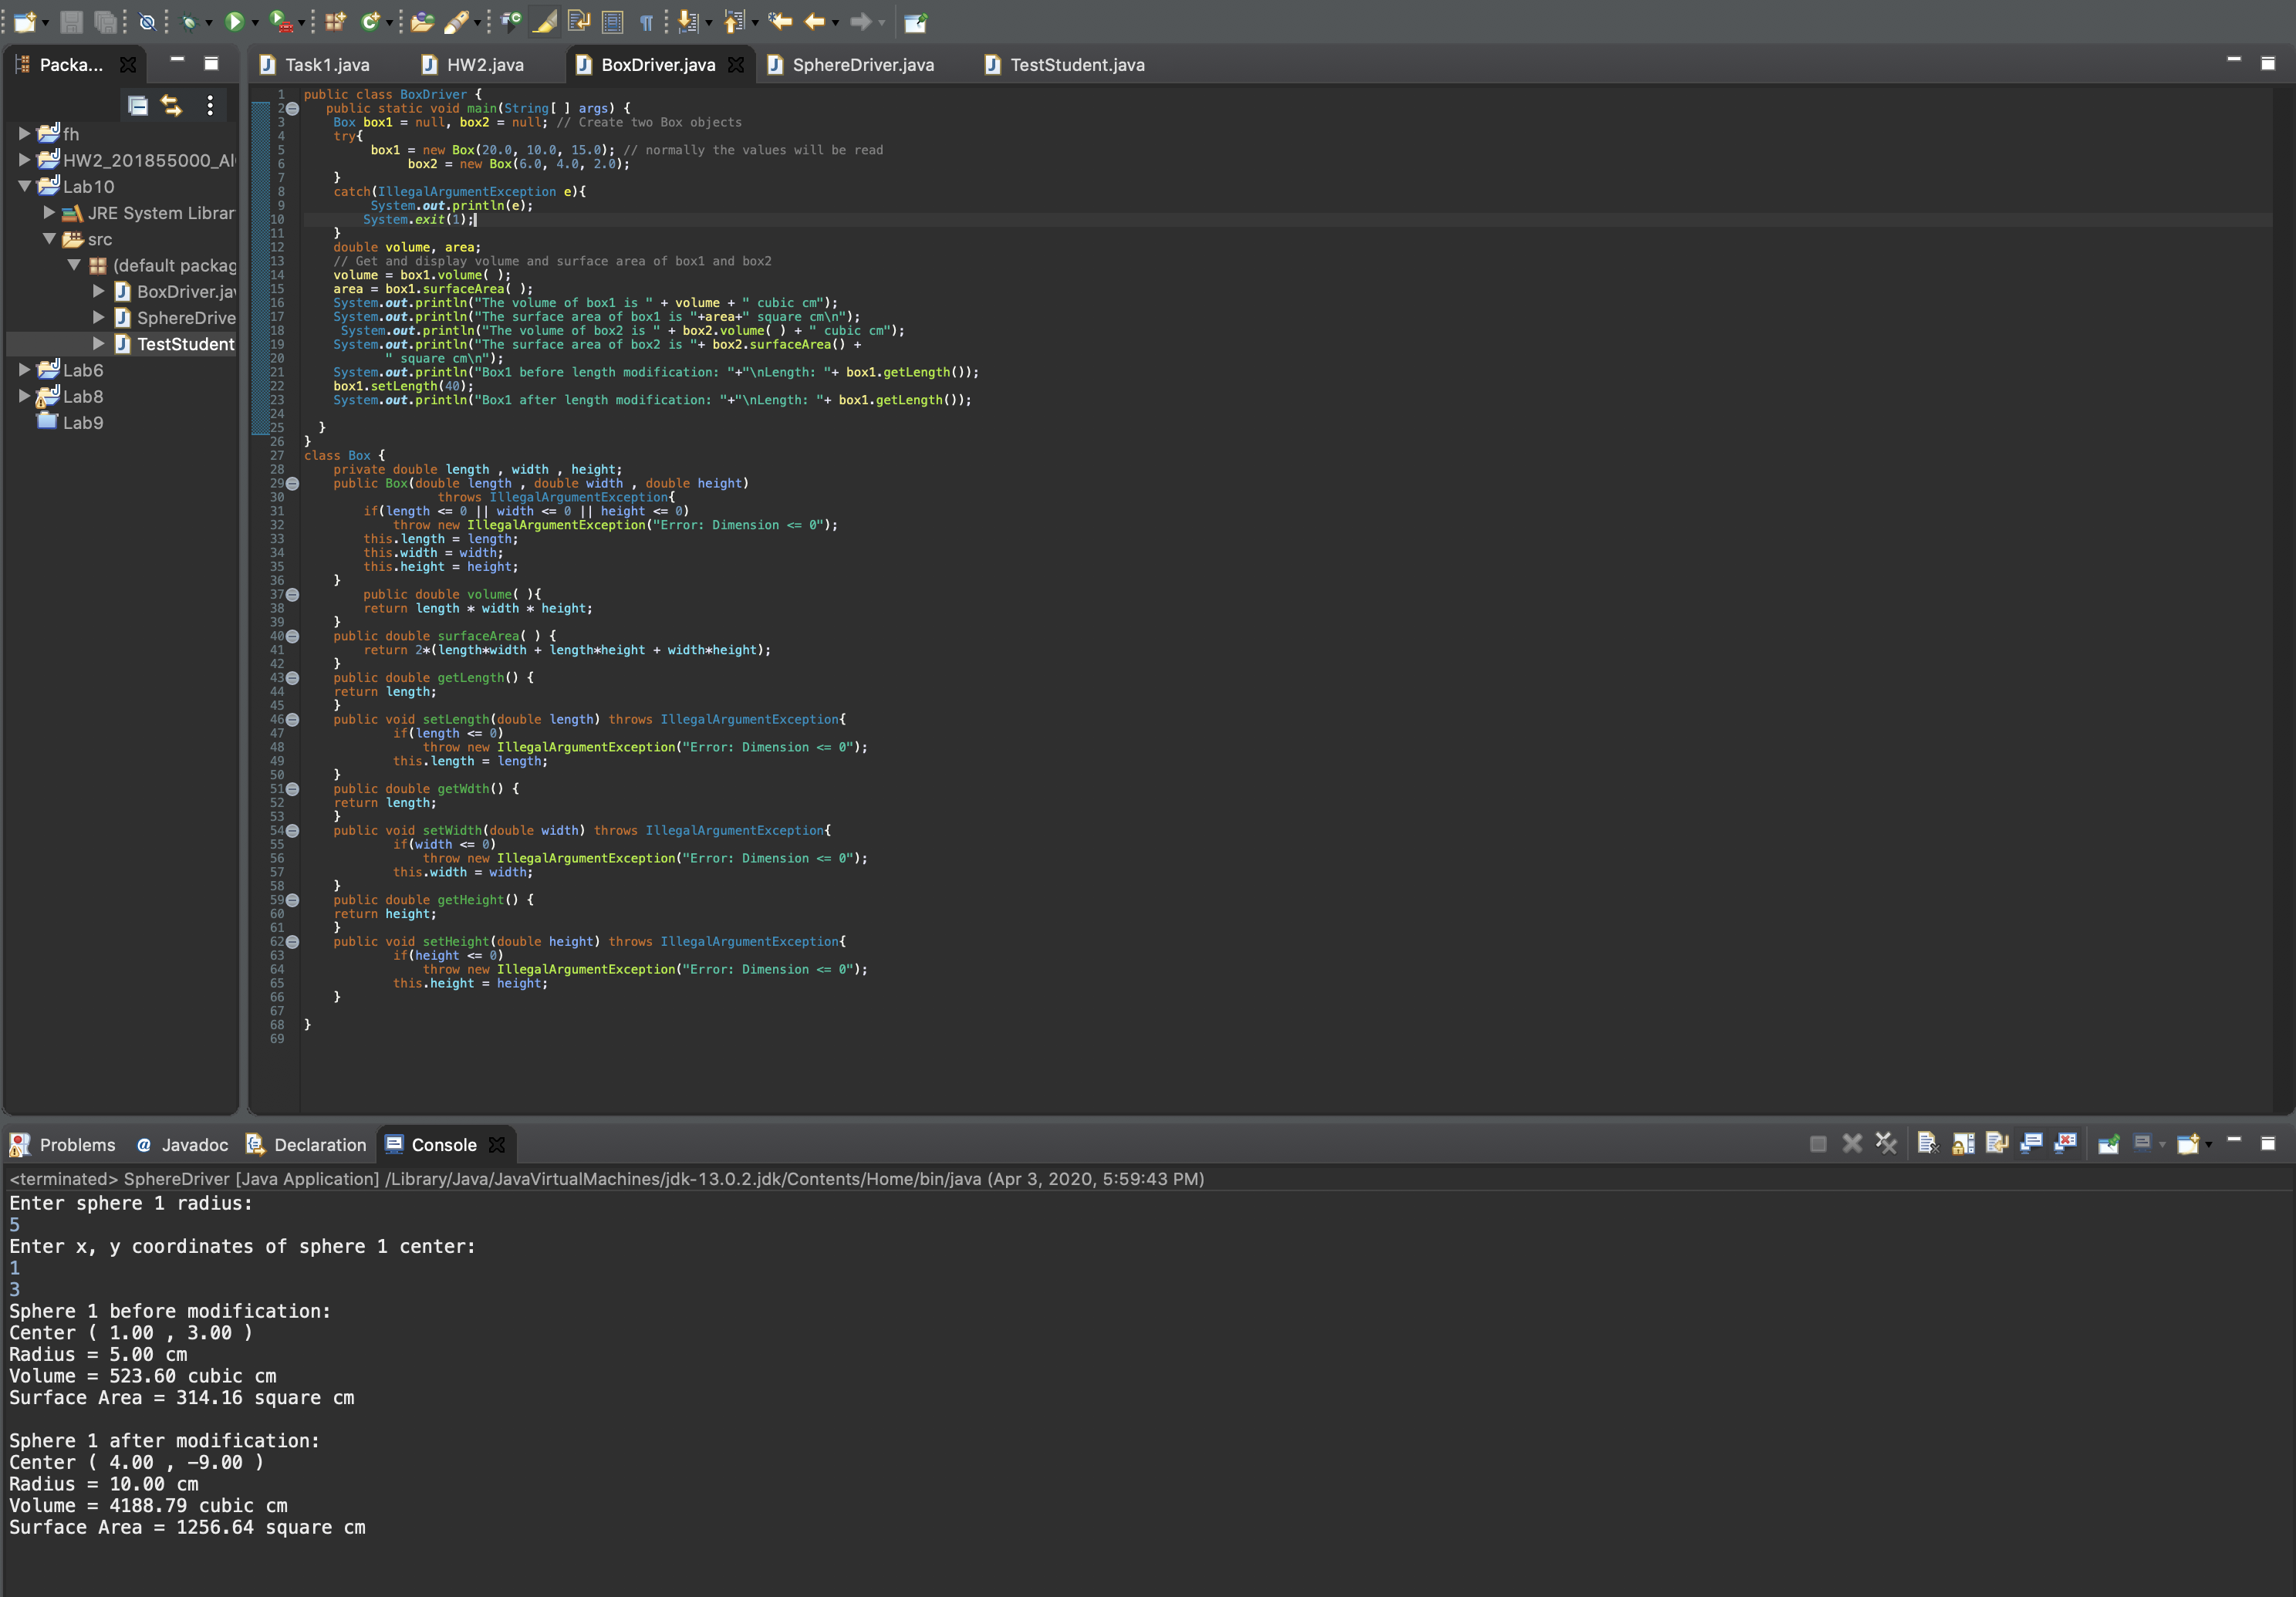 Packa...
Task1.java
HW2.java
BoxDriver.java
SphereDriver.java
TestStudent.java
fh
HW2_201855000_Al
Lab10
JRE System Librar
src
(default packag
BoxDriver.jav
SphereDrive
TestStudent
Lab6
Lab8
Lab9
1 public class BoxDriver {
2 public static void main(String[ ] args) {
3 Box box1 = null, box2 = null; // Create two Box objects
4 try{
5 box1 = new Box(20.0, 10.0, 15.0); // normally the values will be read
6 box2 = new Box(6.0, 4.0, 2.0);
7 }
8 catch(IllegalArgumentException e){
9 System.out.println(e);
10 System.exit(1);
11 }
12 double volume, area;
13 // Get and display volume and surface area of box1 and box2
14 volume = box1.volume( );
15 area = box1.surfaceArea( );
16 System.out.println("The volume of box1 is " + volume + " cubic cm");
17 System.out.println("The surface area of box1 is "+area+" square cm\n");
18 System.out.println("The volume of box2 is " + box2.volume( ) + " cubic cm");
19 System.out.println("The surface area of box2 is "+ box2.surfaceArea() +
20 " square cm\n");
21 System.out.println("Box1 before length modification: "+"\nLength: "+ box1.getLength());
22 box1.setLength(40);
23 System.out.println("Box1 after length modification: "+"\nLength: "+ box1.getLength());
24
25 }
26 }
27 class Box {
28 private double length , width , height;
29 public Box(double length , double width , double height)
30 throws IllegalArgumentException{
31 if(length <= 0 || width <= 0 || height <= 0)
32 throw new IllegalArgumentException("Error: Dimension <= 0");
33 this.length = length;
34 this.width = width;
35 this.height = height;
36 }
37 public double volume( ){
38 return length * width * height;
39 }
40 public double surfaceArea( ) {
41 return 2*(length*width + length*height + width*height);
42 }
43 public double getLength() {
44 return length;
45 }
46 public void setLength(double length) throws IllegalArgumentException{
47 if(length <= 0)
48 throw new IllegalArgumentException("Error: Dimension <= 0");
49 this.length = length;
50 }
51 public double getWdth() {
52 return length;
53 }
54 public void setWidth(double width) throws IllegalArgumentException{
55 if(width <= 0)
56 throw new IllegalArgumentException("Error: Dimension <= 0");
57 this.width = width;
58 }
59 public double getHeight() {
60 return height;
61 }
62 public void setHeight(double height) throws IllegalArgumentException{
63 if(height <= 0)
64 throw new IllegalArgumentException("Error: Dimension <= 0");
65 this.height = height;
66 }
67
68 }
69
Problems
@ Javadoc
Declaration
Console
<terminated> SphereDriver [Java Application] /Library/Java/JavaVirtualMachines/jdk-13.0.2.jdk/Contents/Home/bin/java (Apr 3, 2020, 5:59:43 PM)
Enter sphere 1 radius:
5
Enter x, y coordinates of sphere 1 center:
1
3
Sphere 1 before modification:
Center ( 1.00 , 3.00 )
Radius = 5.00 cm
Volume = 523.60 cubic cm
Surface Area = 314.16 square cm
Sphere 1 after modification:
Center ( 4.00 , -9.00 )
Radius = 10.00 cm
Volume = 4188.79 cubic cm
Surface Area = 1256.64 square cm